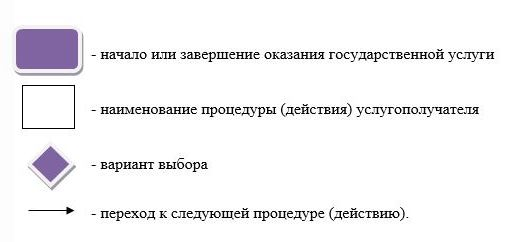 - начало или завершение оказания государственной услуги
- наименование процедуры (действия) услугополучателя
- вариант выбора
- переход к следующей процедуре (действию).